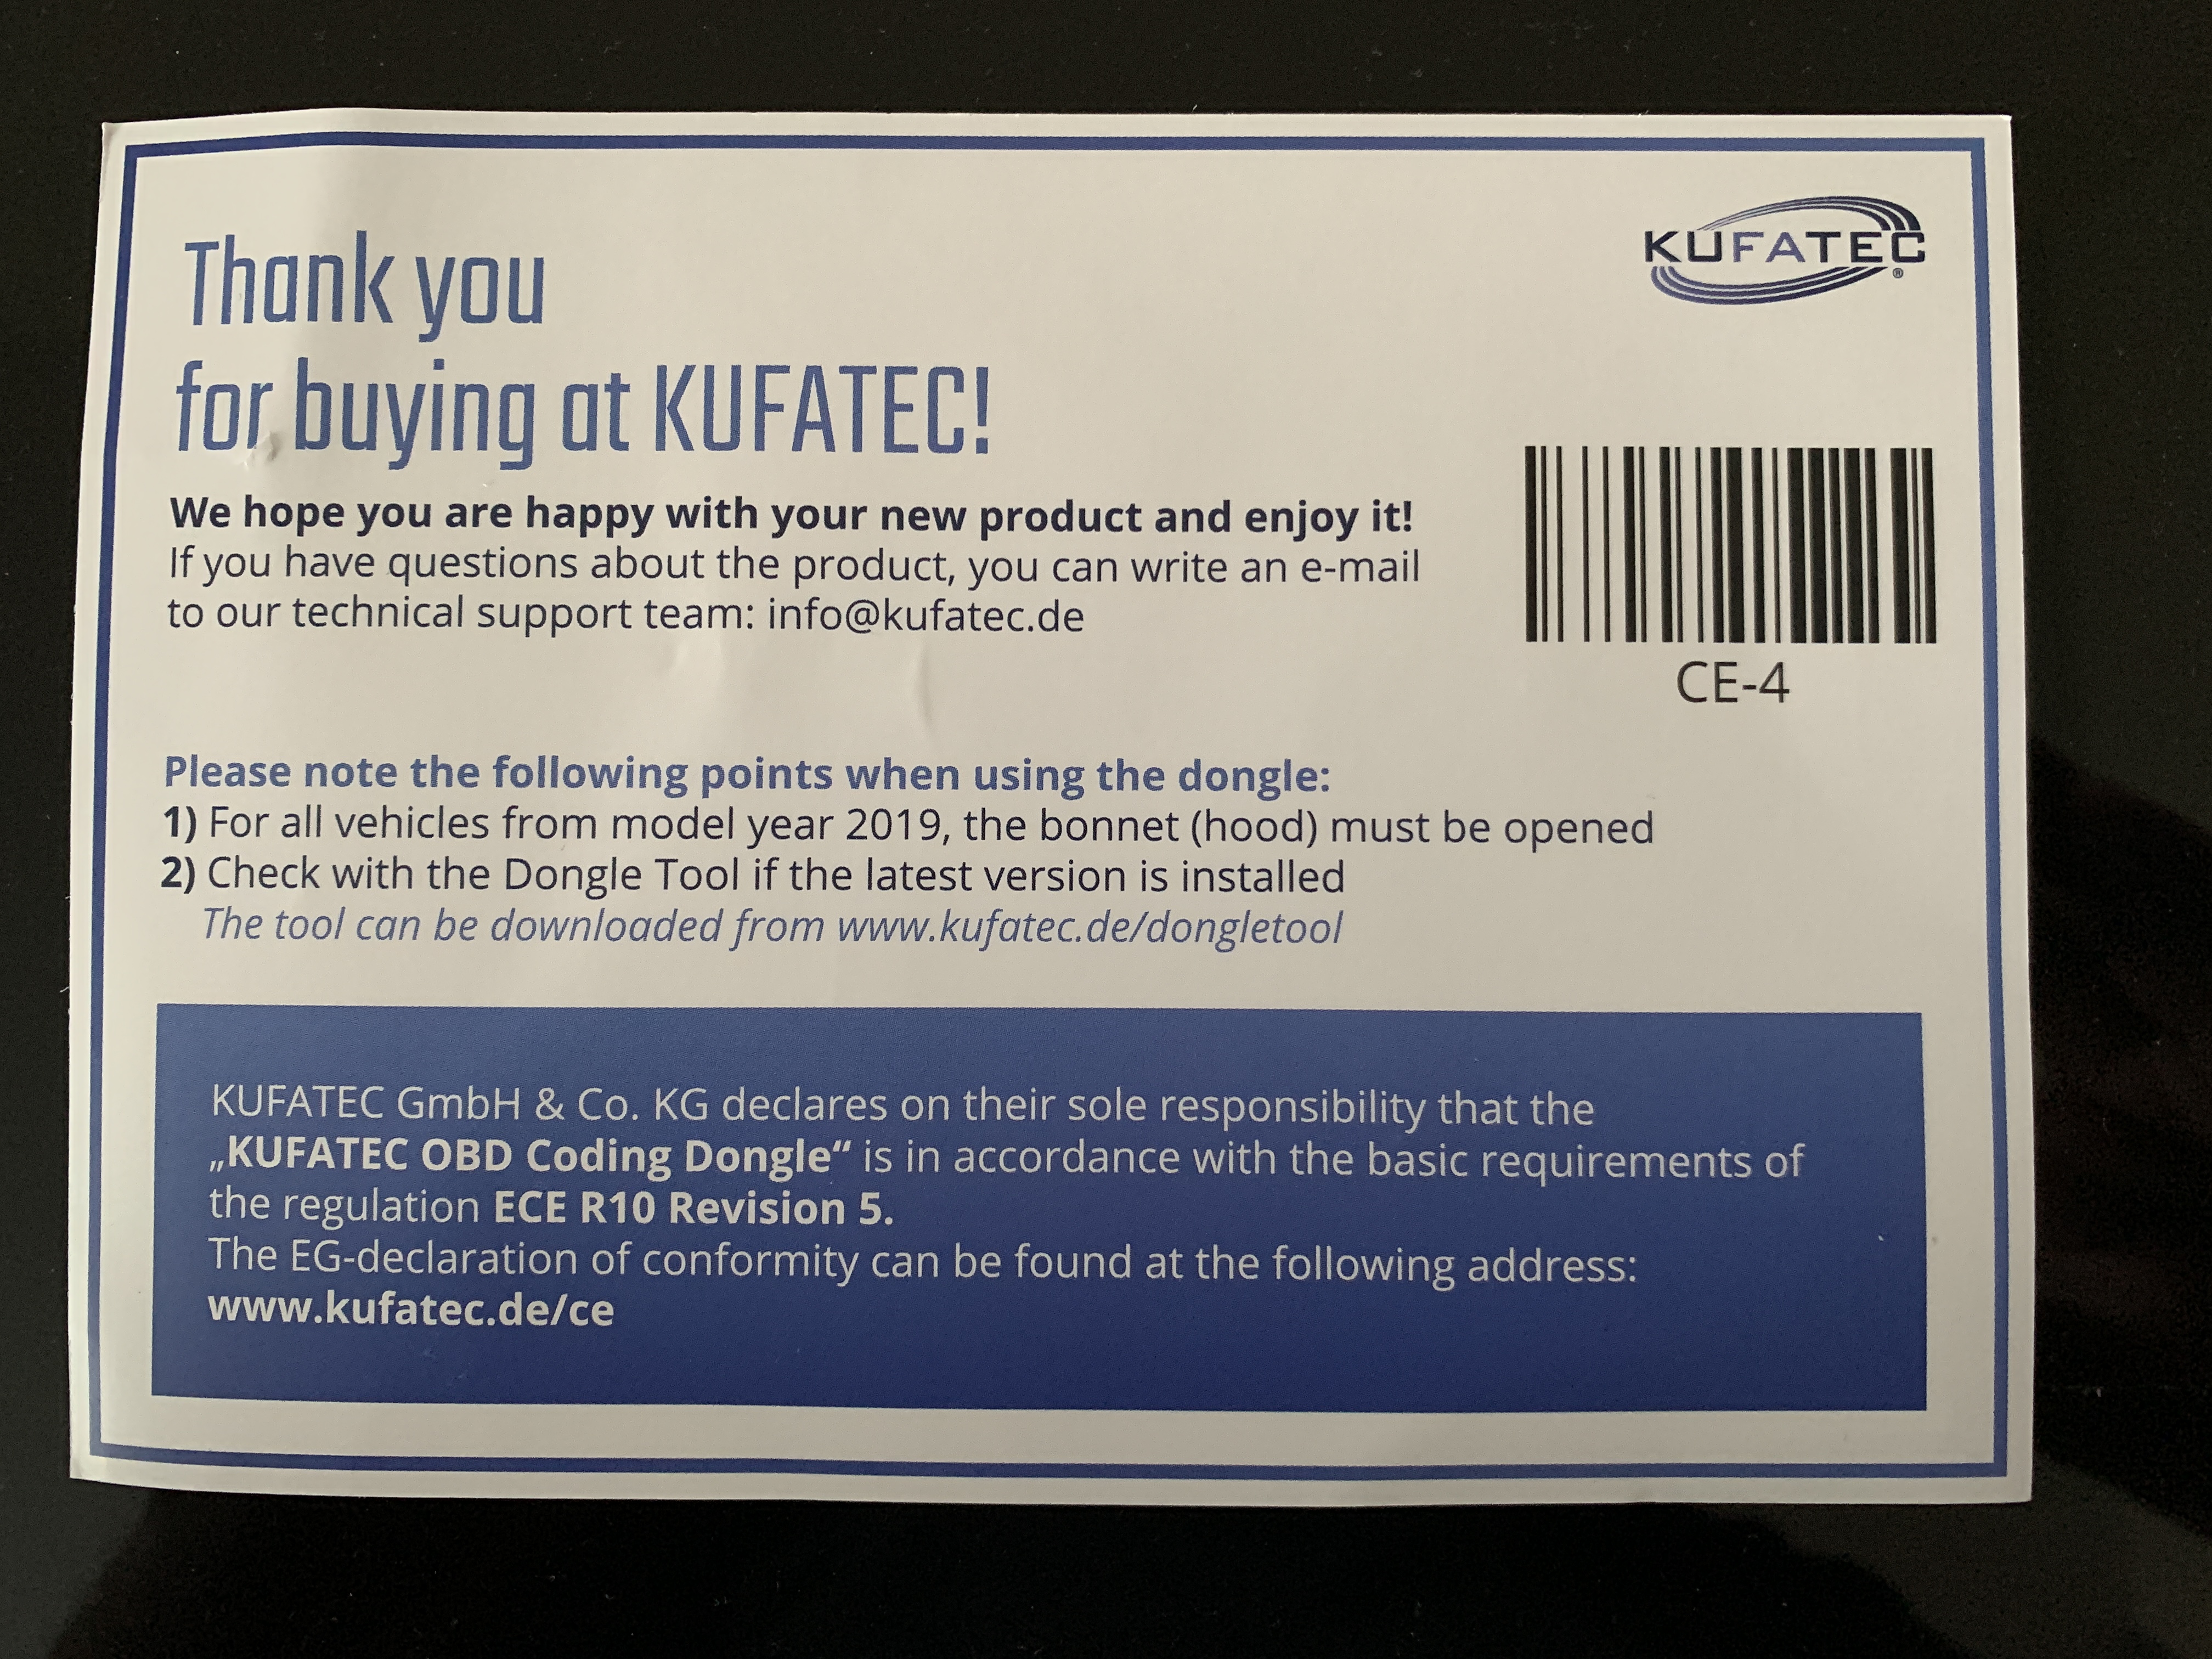 KUFATEC
®
Thank you
for buying at KUFATEC!
We hope you are happy with your new product and enjoy it!
If you have questions about the product, you can write an e-mail
to our technical support team: info@kufatec.de
CE-4
Please note the following points when using the dongle:
1) For all vehicles from model year 2019, the bonnet (hood) must be opened
2) Check with the Dongle Tool if the latest version is installed
The tool can be downloaded from www.kufatec.de/dongletool
KUFATEC GmbH & Co. KG declares on their sole responsibility that the
„KUFATEC OBD Coding Dongle“ is in accordance with the basic requirements of
the regulation ECE R10 Revision 5.
The EG-declaration of conformity can be found at the following address:
www.kufatec.de/ce